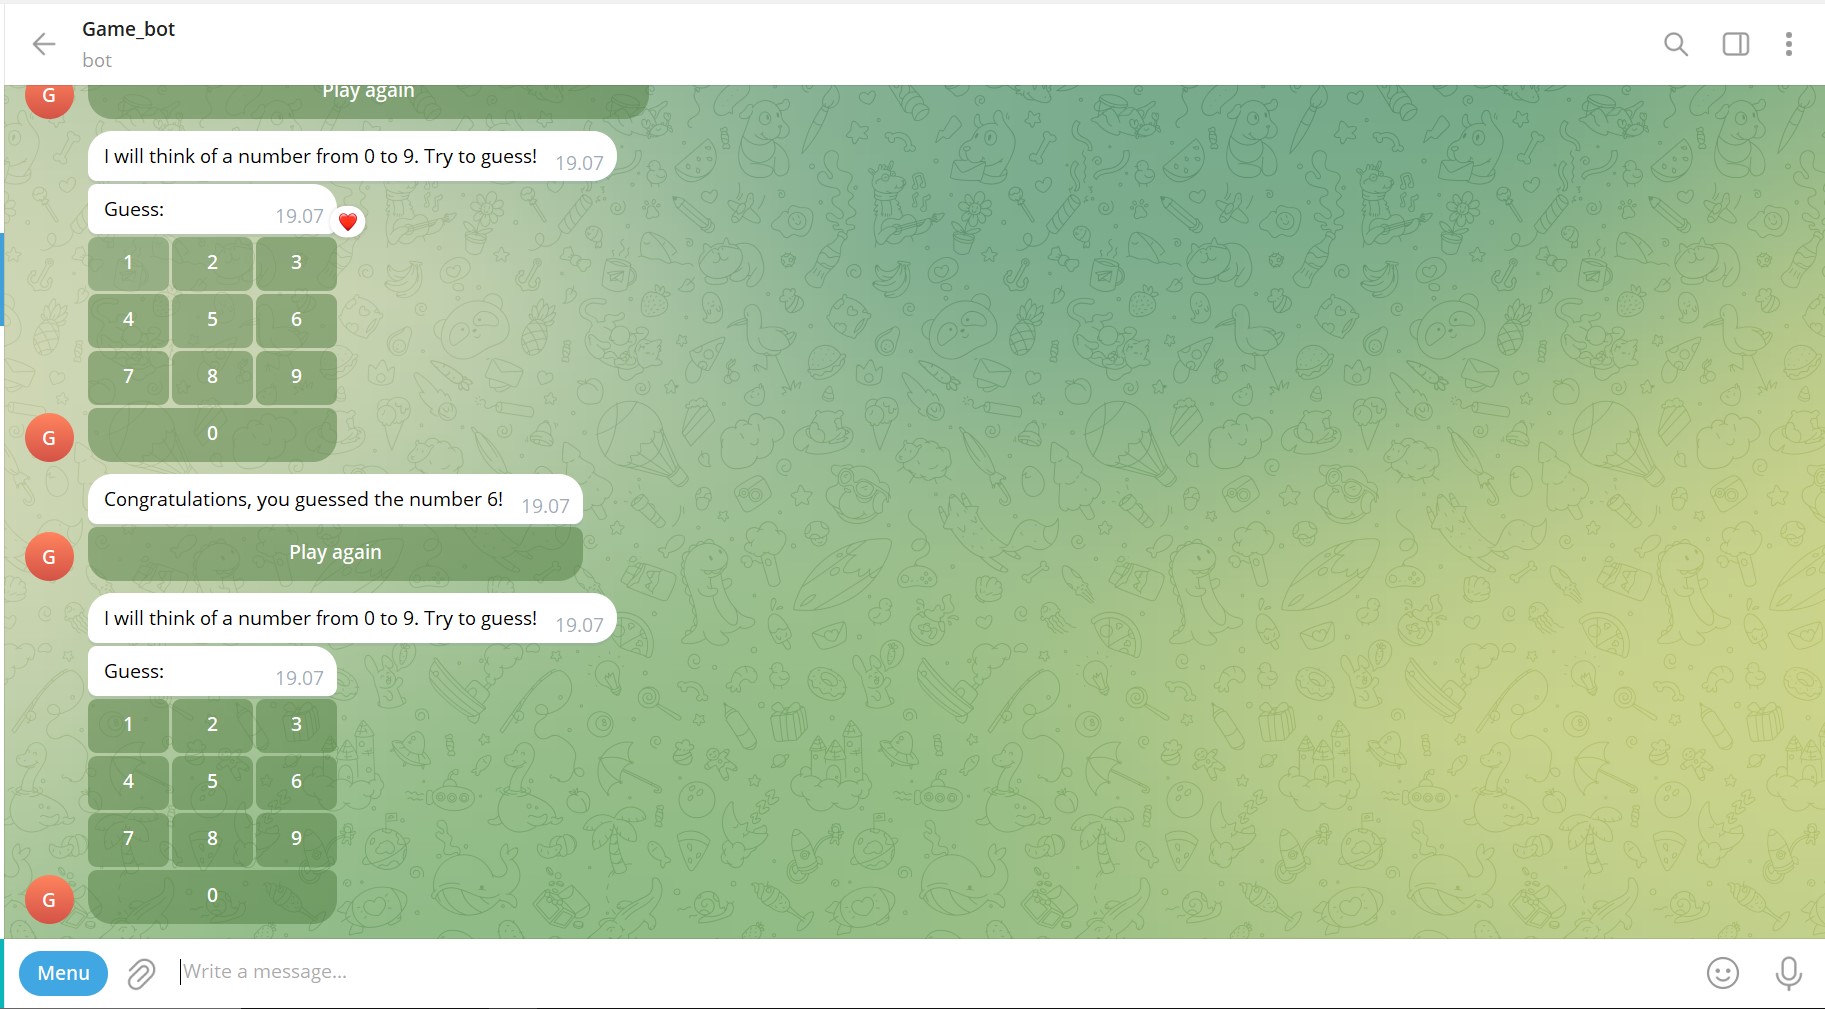 Game_bot
bot
G
Play again
I will think of a number from 0 to 9. Try to guess! 19.07
Guess: 19.07
1 2 3
4 5 6
7 8 9
G 0
Congratulations, you guessed the number 6! 19.07
G Play again
I will think of a number from 0 to 9. Try to guess! 19.07
Guess: 19.07
1 2 3
4 5 6
7 8 9
G 0
Menu Write a message...